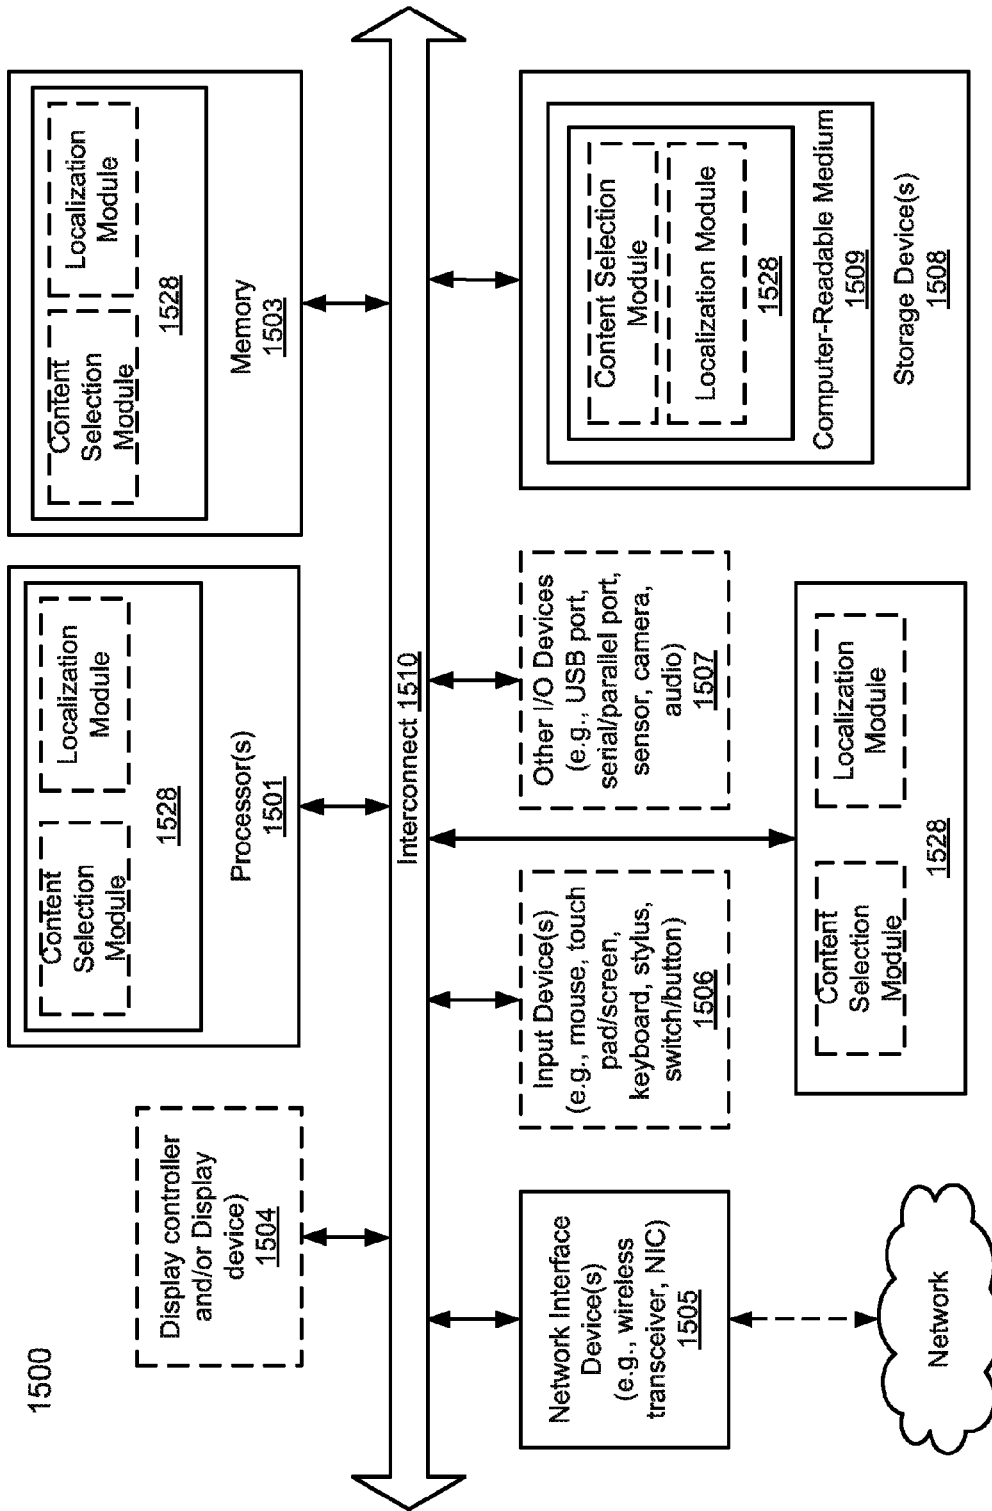 1500
Display controller
and/or Display
device)
1504
Content
Selection
Module
Localization
Module
1528
Processor(s)
1501
Content
Selection
Module
Localization
Module
1528
Memory
1503
Interconnect 1510
Network Interface
Device(s)
(e.g., wireless
transceiver, NIC)
1505
Input Device(s)
(e.g., mouse, touch
pad/screen,
keyboard, stylus,
switch/button)
1506
Other I/O Devices
(e.g., USB port,
serial/parallel port,
sensor, camera,
audio)
1507
Content Selection
Module
Localization Module
1528
Computer-Readable Medium
1509
Storage Device(s)
1508
Network
Content
Selection
Module
Localization
Module
1528